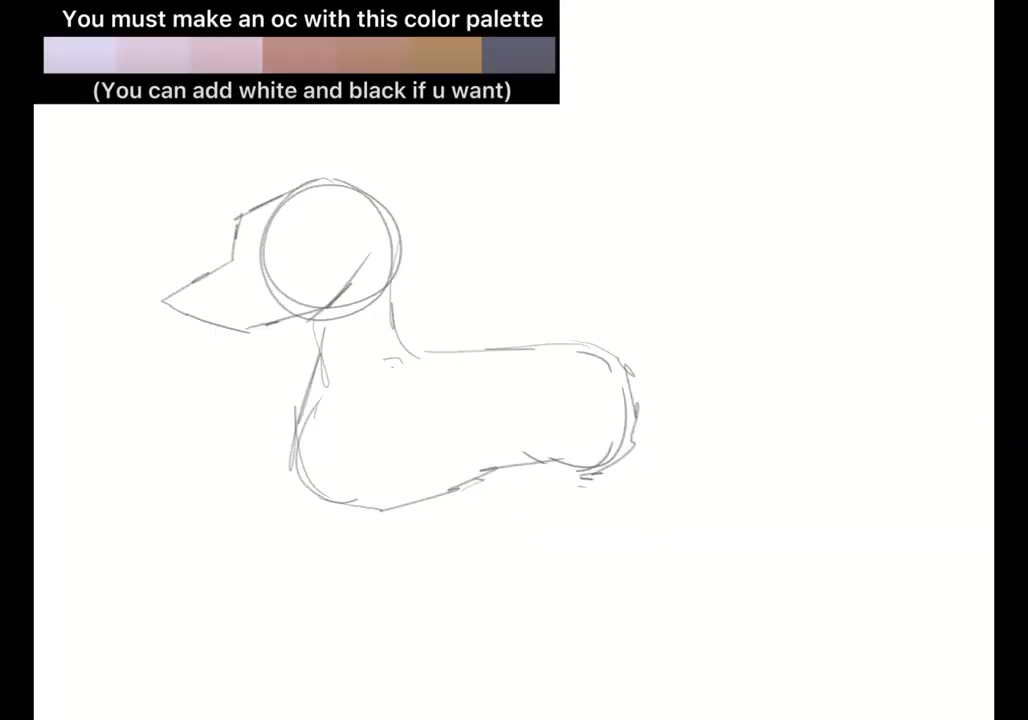 You must make an oc with this color palette
(You can add white and black if u want)